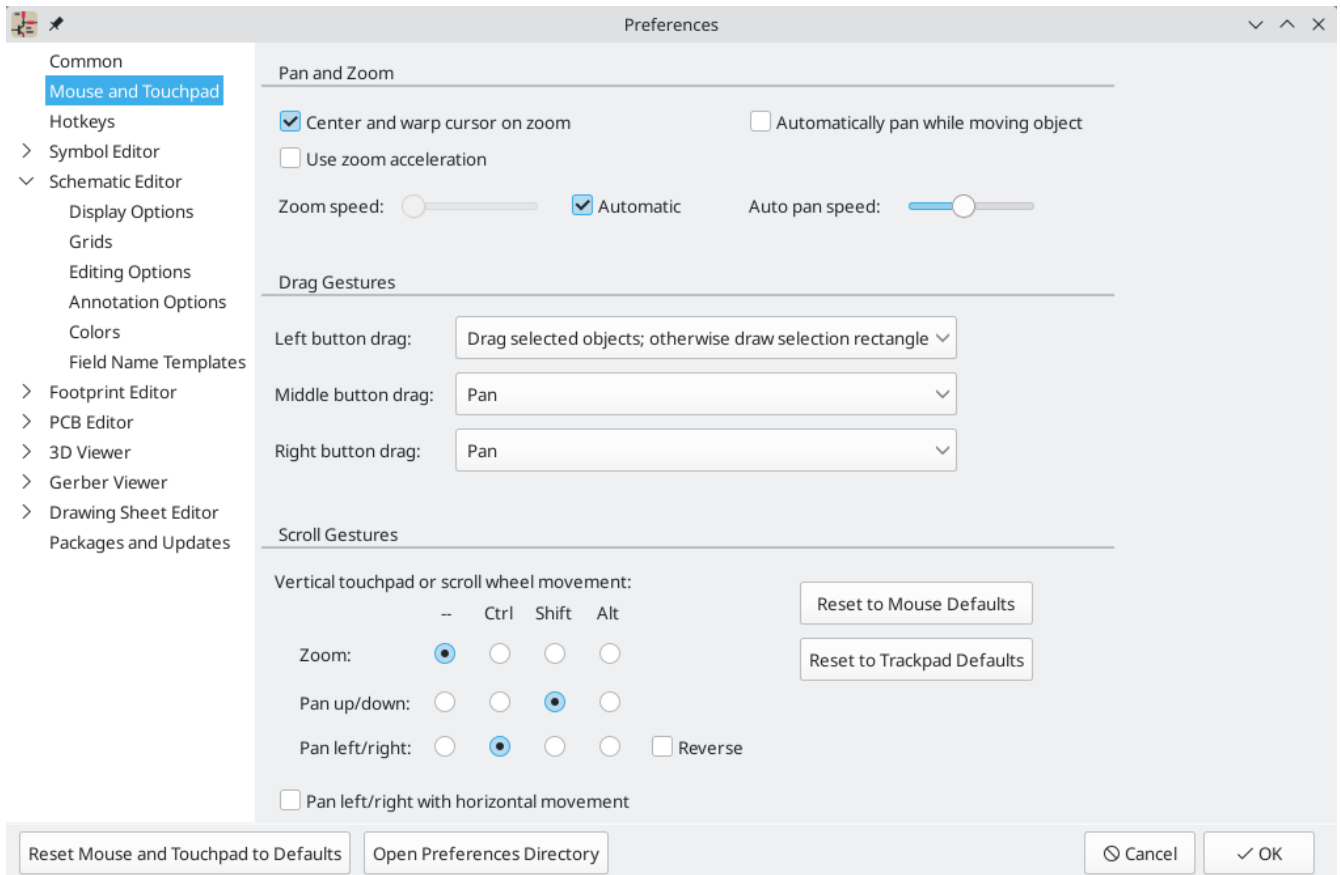 Preferences
Common
Mouse and Touchpad
Hotkeys
Symbol Editor
Schematic Editor
Display Options
Grids
Editing Options
Annotation Options
Colors
Field Name Templates
Footprint Editor
PCB Editor
3D Viewer
Gerber Viewer
Drawing Sheet Editor
Packages and Updates
Pan and Zoom
Center and warp cursor on zoom
Automatically pan while moving object
Use zoom acceleration
Zoom speed: Automatic Auto pan speed:
Drag Gestures
Left button drag: Drag selected objects; otherwise draw selection rectangle
Middle button drag: Pan
Right button drag: Pan
Scroll Gestures
Vertical touchpad or scroll wheel movement:
-- Ctrl Shift Alt
Zoom:
Pan up/down:
Pan left/right: Reverse
Pan left/right with horizontal movement
Reset to Mouse Defaults
Reset to Trackpad Defaults
Reset Mouse and Touchpad to Defaults
Open Preferences Directory
Cancel
OK